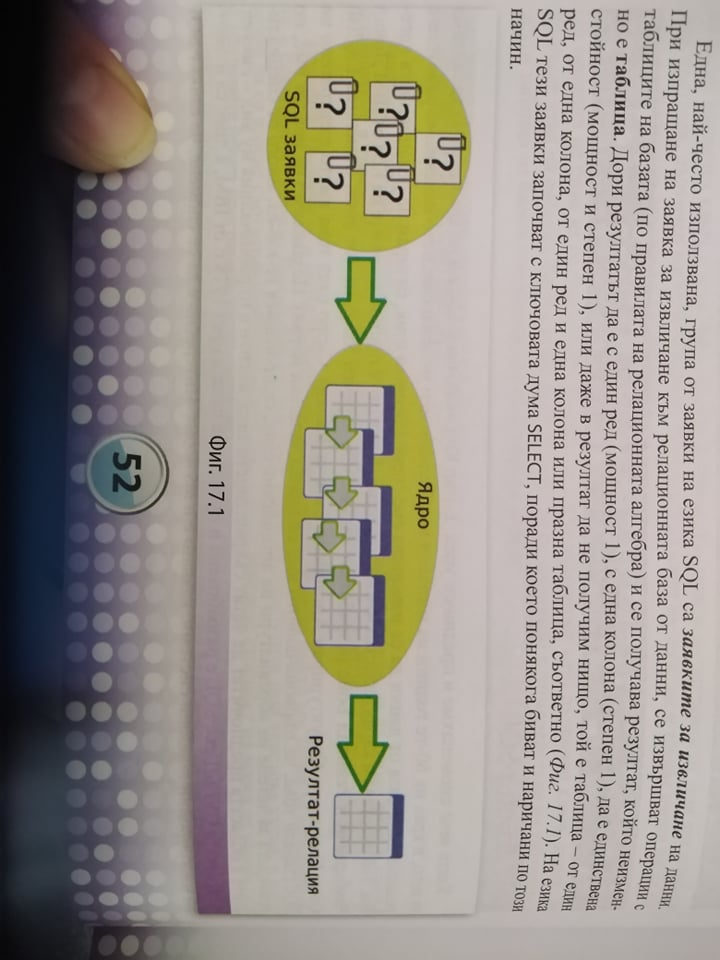 Една, най-често използвана, група от заявки на езика SQL са заявките за извличане на данни.
При изпращане на заявка за извличане към релационната база от данни, се извършват операции с
таблиците на базата (по правилата на релационната алгебра) и се получава резултат, който неизмен-
но е таблица. Дори резултатът да е с един ред (мощност 1), с една колона (степен 1), да е единствена
стойност (мощност и степен 1), или даже в резултат да не получим нищо, той е таблица – от един
ред, от една колона, от един ред и една колона или празна таблица, съответно (Фиг. 17.1). На езика
SQL тези заявки започват с ключовата дума SELECT, поради което понякога биват и наричани по този
начин.
?
?
?
?
?
?
SQL заявки
Ядро
Резултат-релация
Фиг. 17.1
52